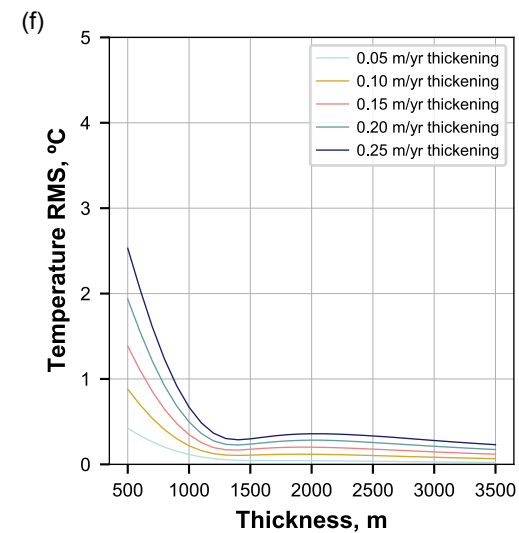 (f)
5
4
3
2
1
0
Temperature RMS, ºC
0.05 m/yr thickening
0.10 m/yr thickening
0.15 m/yr thickening
0.20 m/yr thickening
0.25 m/yr thickening
500 1000 1500 2000 2500 3000 3500
Thickness, m